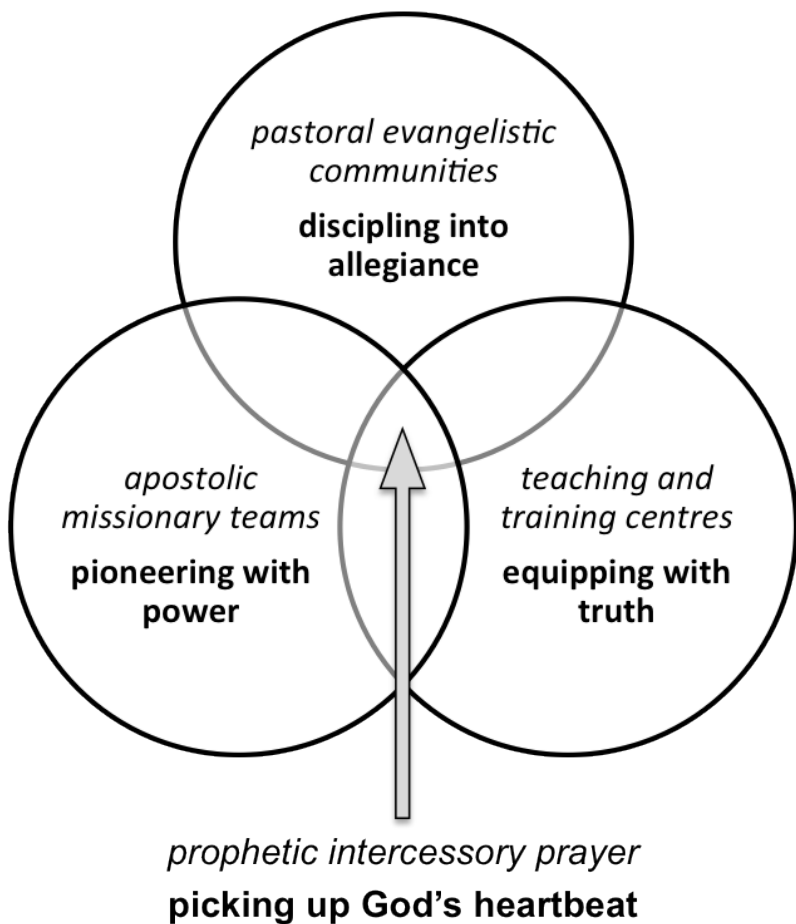 pastoral evangelistic
communities
discipling into
allegiance
apostolic
missionary teams
pioneering with
power
teaching and
training centres
equipping with
truth
prophetic intercessory prayer
picking up God’s heartbeat